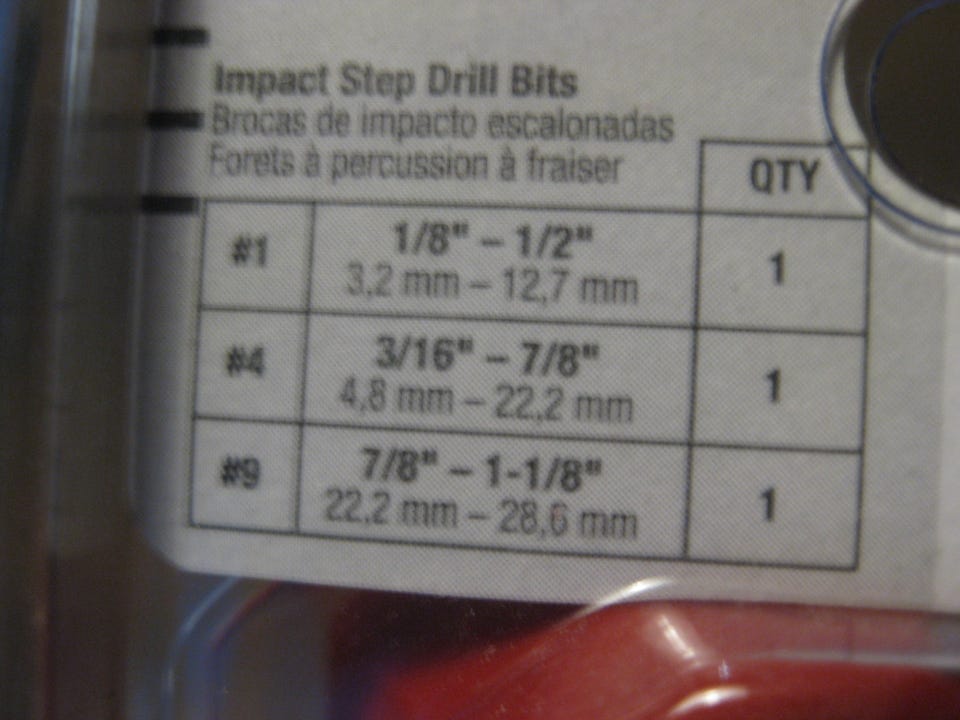 Impact Step Drill Bits
Brocas de impacto escalonadas
Forets à percussion à fraiser
QTY
#1 1/8" – 1/2" 1
3,2 mm – 12,7 mm
#4 3/16" – 7/8" 1
4,8 mm – 22,2 mm
#9 7/8" – 1-1/8" 1
22,2 mm – 28,6 mm